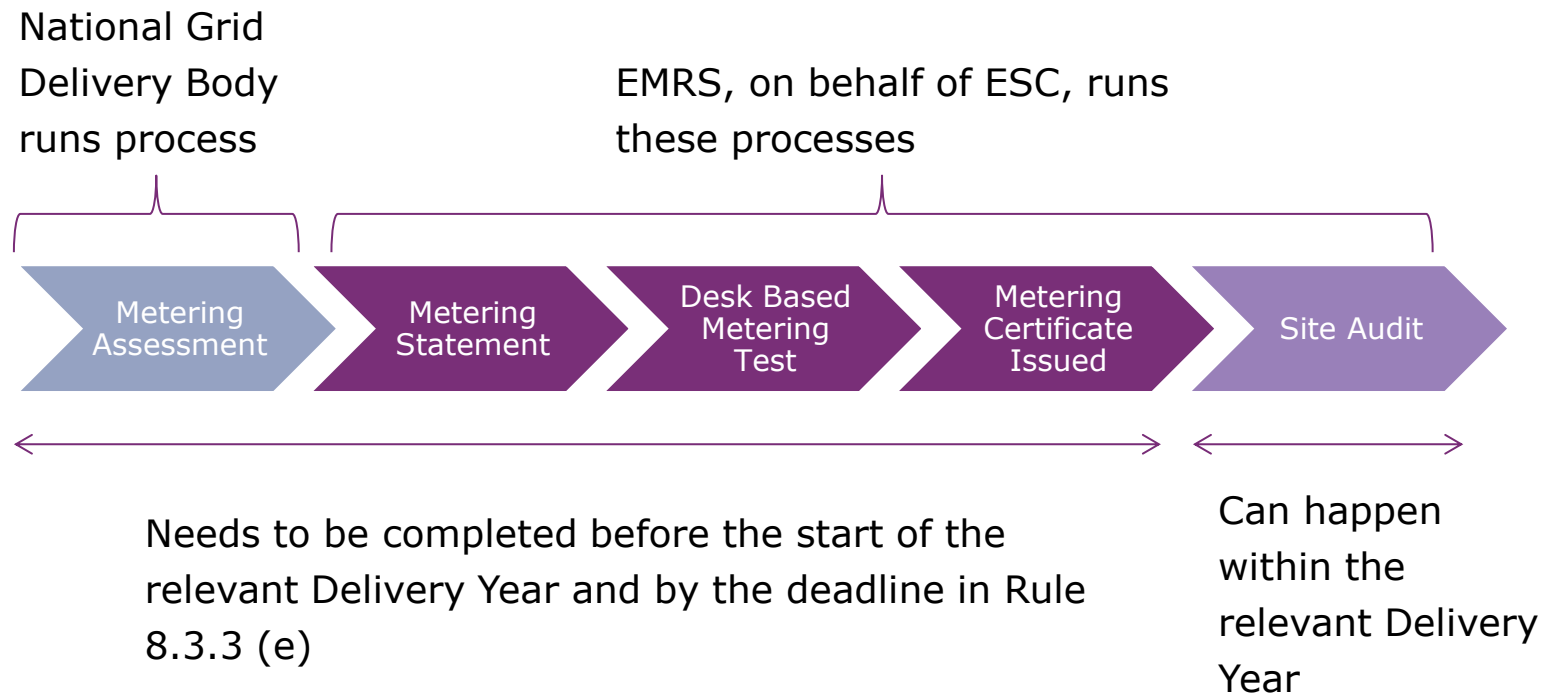 National Grid
Delivery Body
runs process
EMRS, on behalf of ESC, runs
these processes
Metering
Assessment
Metering
Statement
Desk Based
Metering
Test
Metering
Certificate
Issued
Site Audit
Needs to be completed before the start of the
relevant Delivery Year and by the deadline in Rule
8.3.3 (e)
Can happen
within the
relevant Delivery
Year